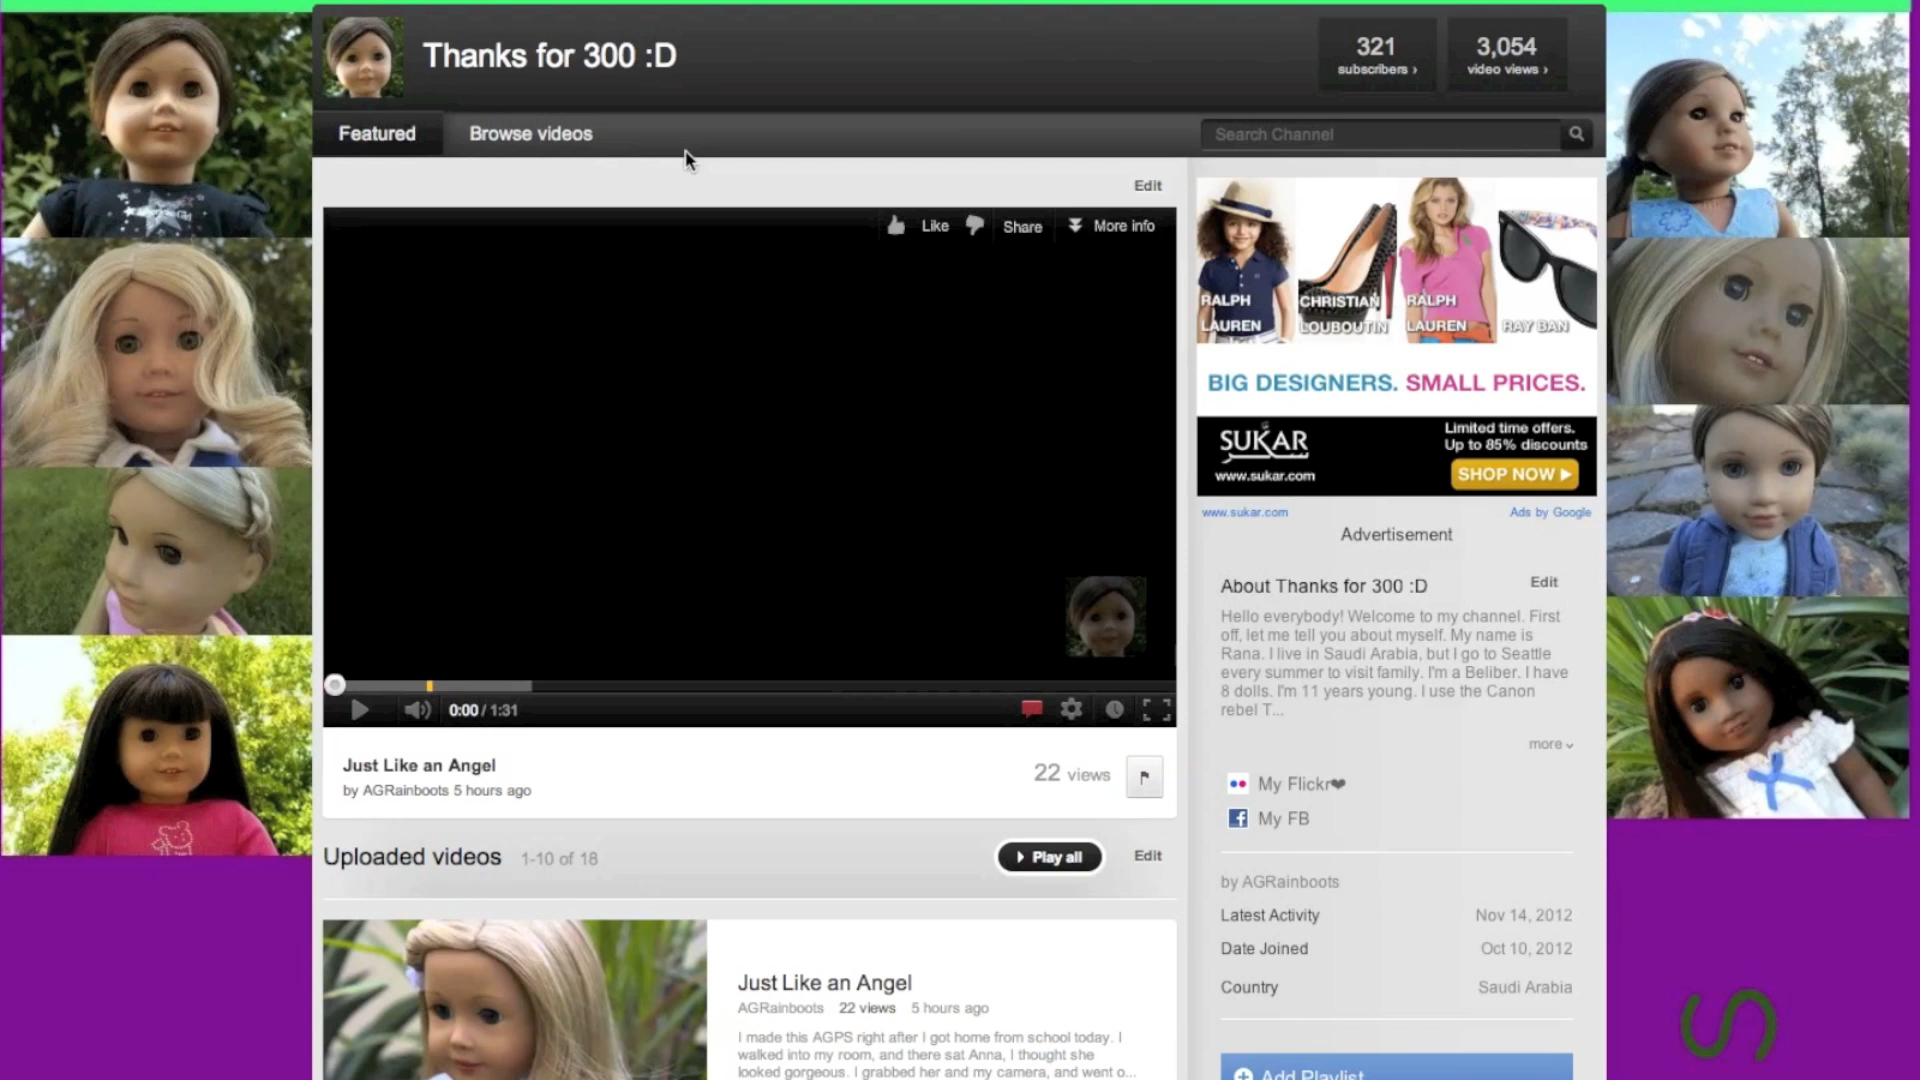 Thanks for 300 :D
321
subscribers ›
3,054
video views ›
Featured
Browse videos
Search Channel
Edit
Like
Share
More info
0:00 / 1:31
Just Like an Angel
by AGRainboots 5 hours ago
22 views
Uploaded videos 1-10 of 18
Play all
Edit
Just Like an Angel
AGRainboots 22 views 5 hours ago
I made this AGPS right after I got home from school today. I
walked into my room, and there sat Anna, I thought she
looked gorgeous. I grabbed her and my camera, and went o...
RALPH
LAUREN
CHRISTIAN
LOUBOUTIN
RALPH
LAUREN
RAY BAN
BIG DESIGNERS. SMALL PRICES.
SUKAR
www.sukar.com
Limited time offers.
Up to 85% discounts
SHOP NOW
www.sukar.com
Ads by Google
Advertisement
About Thanks for 300 :D
Edit
Hello everybody! Welcome to my channel. First
off, let me tell you about myself. My name is
Rana. I live in Saudi Arabia, but I go to Seattle
every summer to visit family. I'm a Beliber. I have
8 dolls. I'm 11 years young. I use the Canon
rebel T...
more
My Flickr❤
My FB
by AGRainboots
Latest Activity Nov 14, 2012
Date Joined Oct 10, 2012
Country Saudi Arabia
Add Playlist